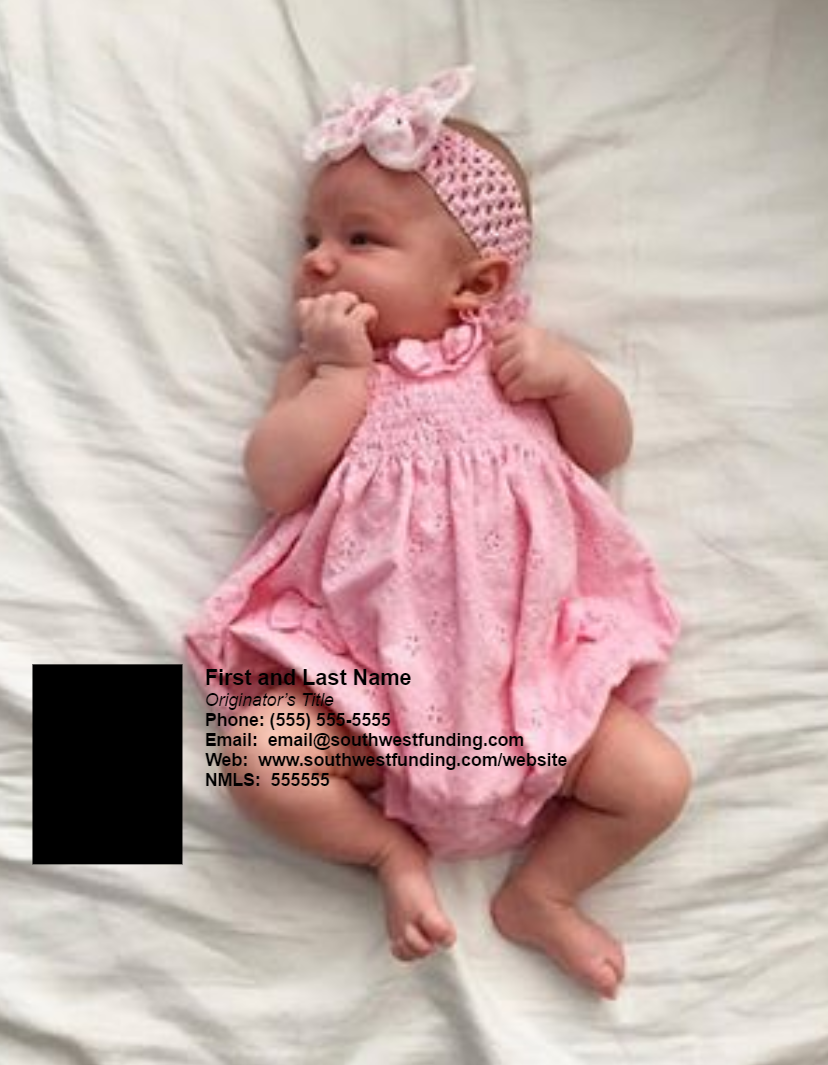 First and Last Name
Originator's Title
Phone: (555) 555-5555
Email:  email@southwestfunding.com
Web:  www.southwestfunding.com/website
NMLS:  555555